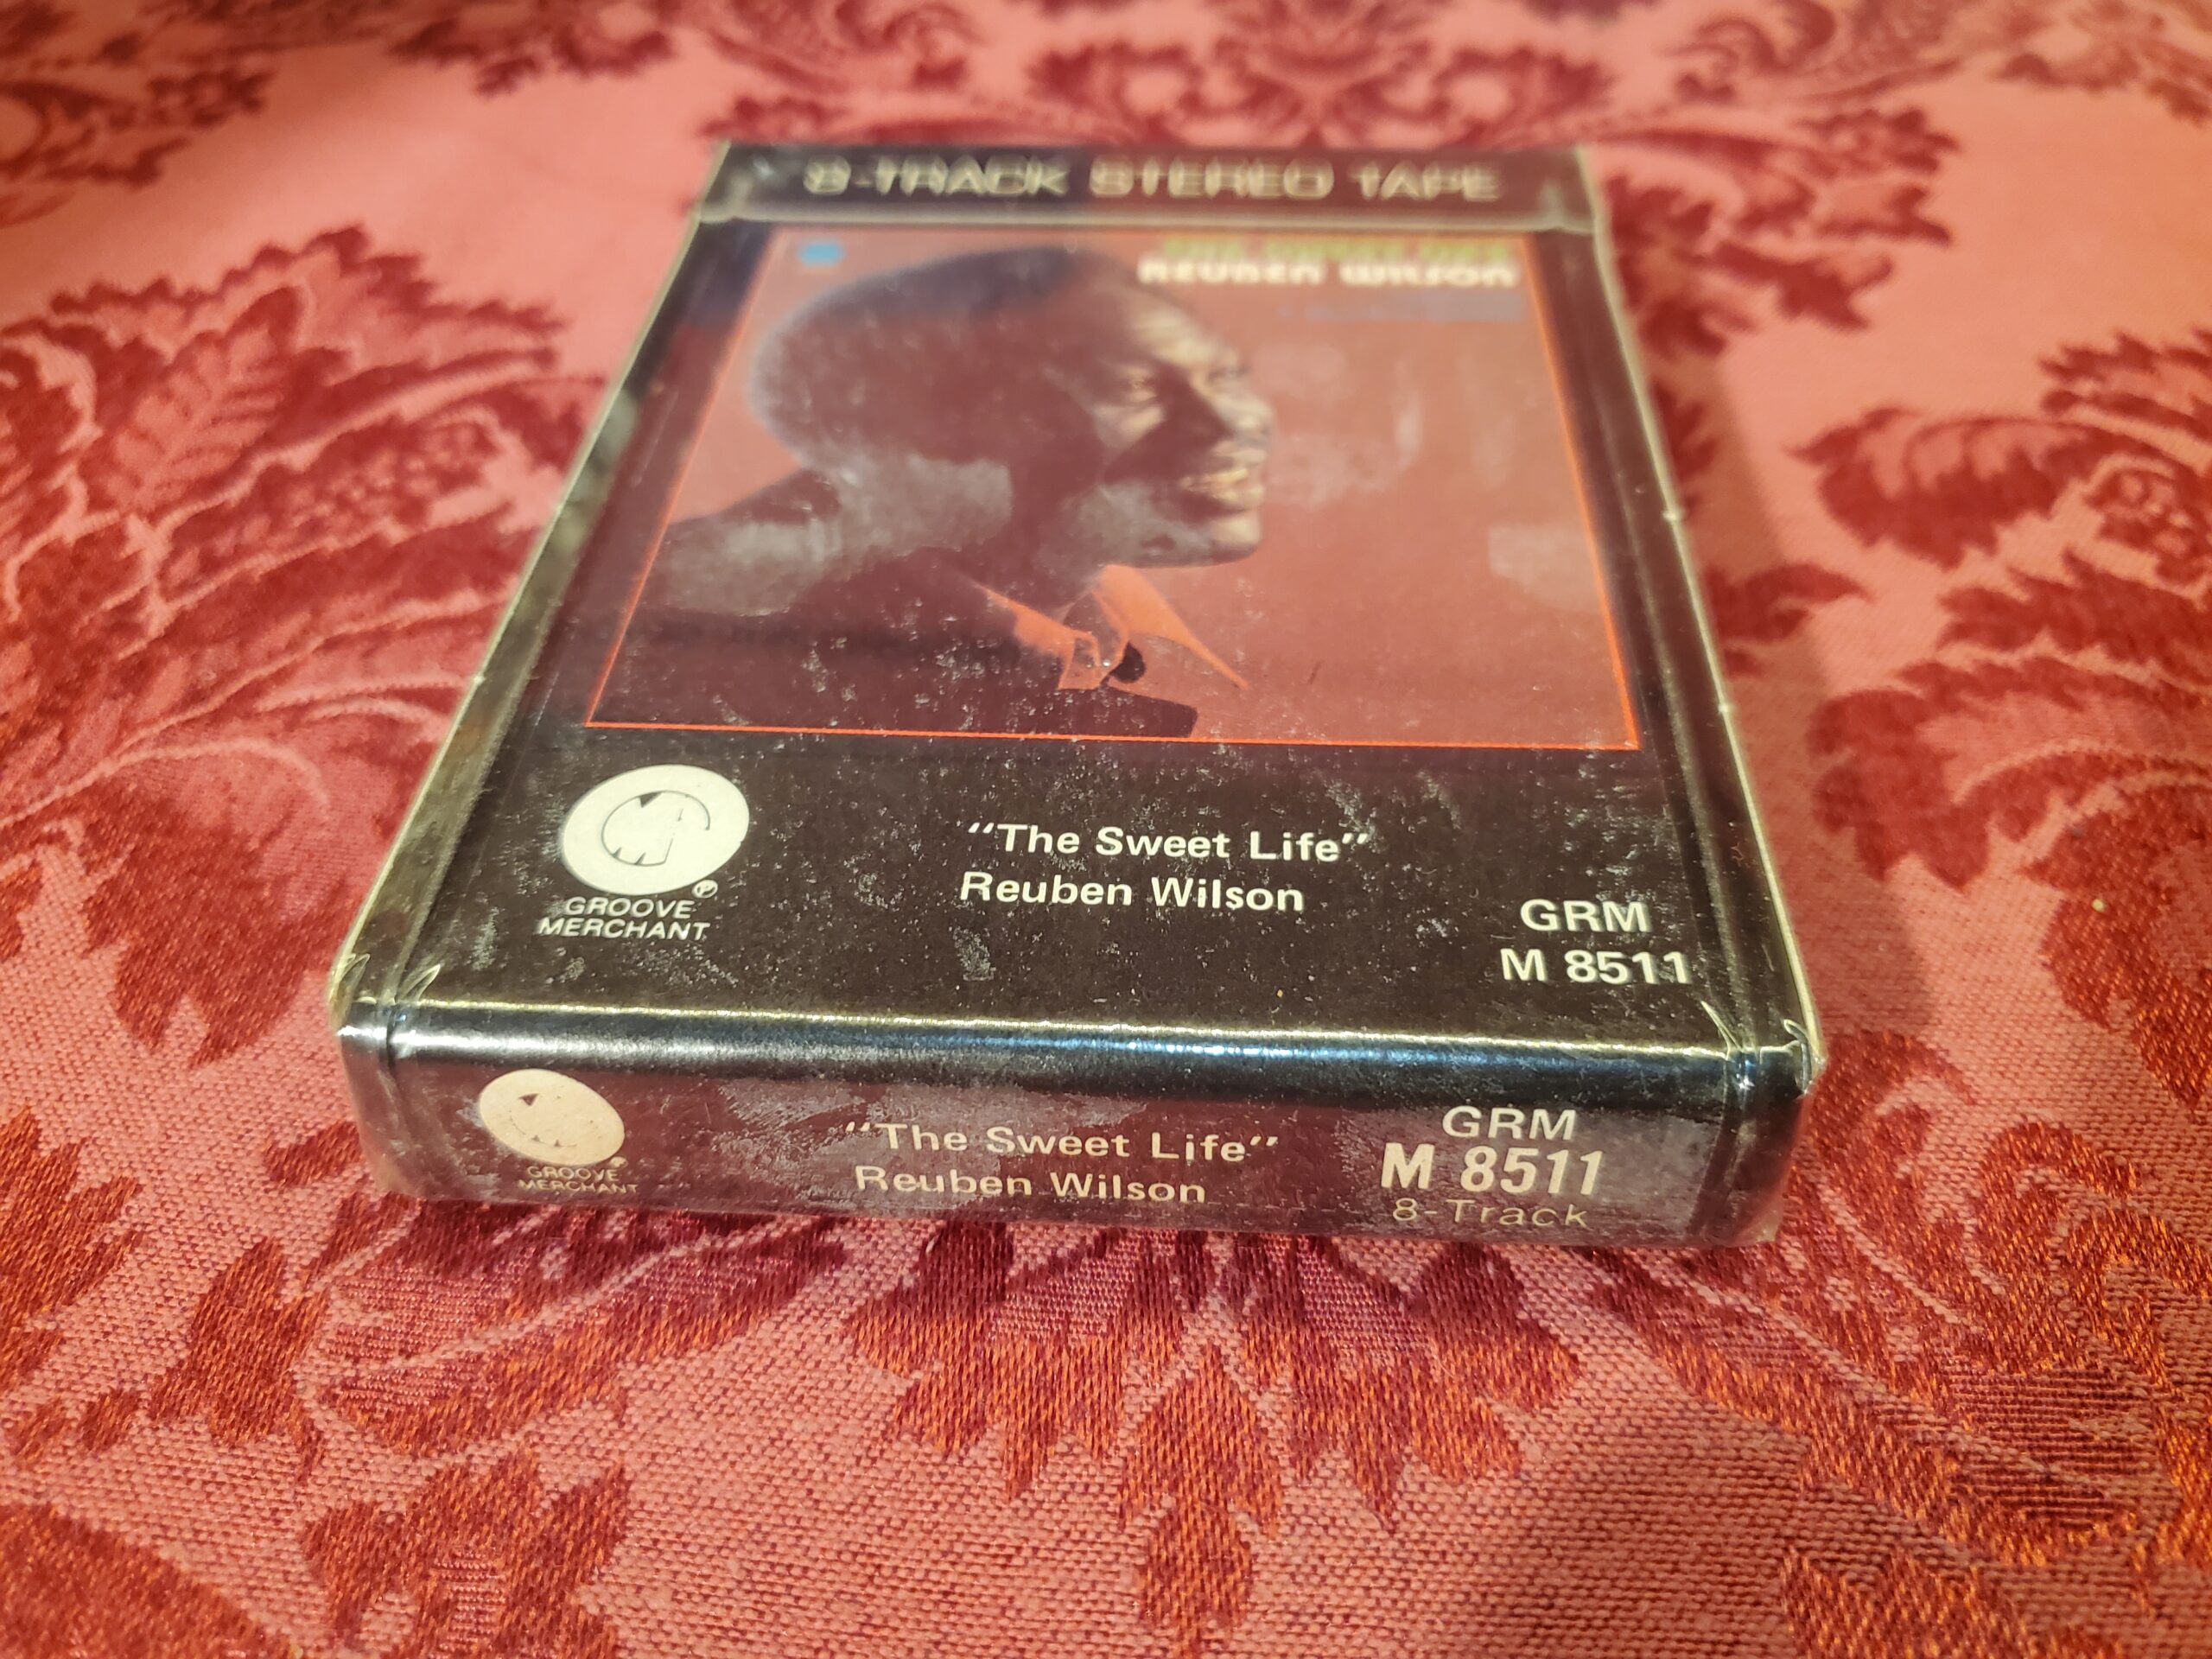 8-TRACK STEREO TAPE
REUBEN WILSON
GROOVE
MERCHANT
"The Sweet Life"
Reuben Wilson
GRM
M 8511
GROOVE
MERCHANT
"The Sweet Life"
Reuben Wilson
GRM
M 8511
8-Track